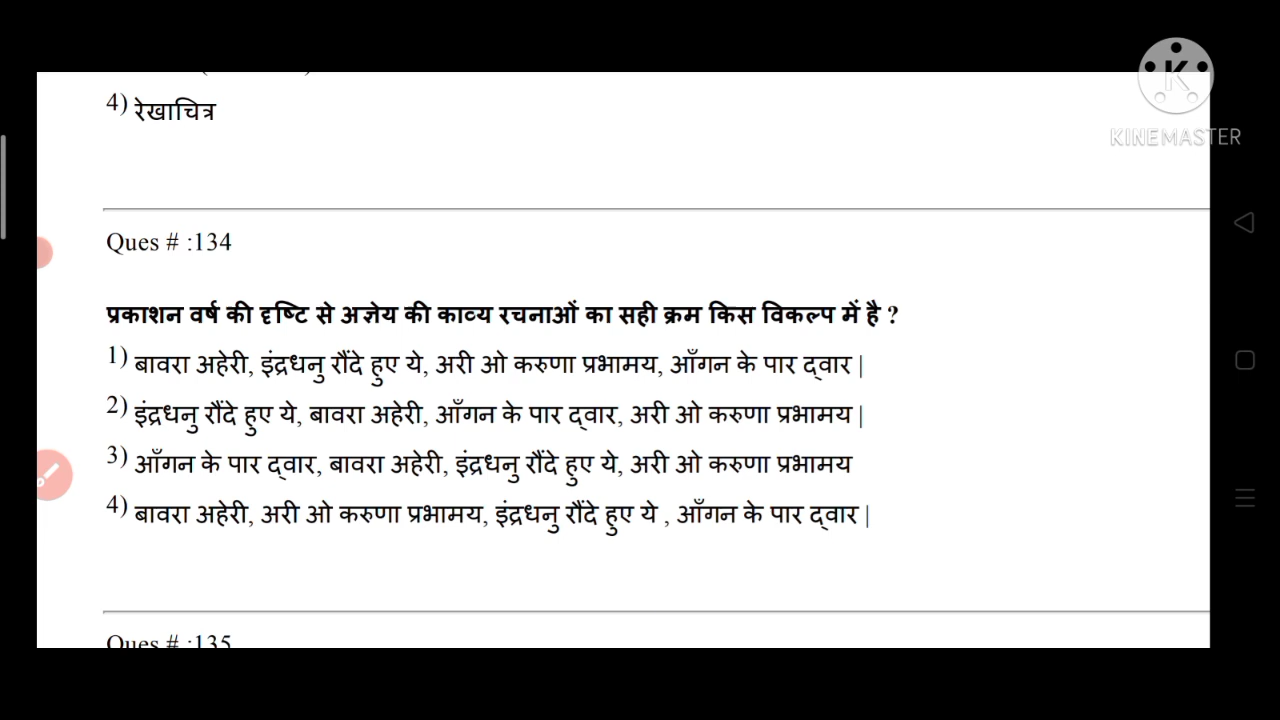 4) रेखाचित्र
KINEMASTER
Ques # :134
प्रकाशन वर्ष की दृष्टि से अज्ञेय की काव्य रचनाओं का सही क्रम किस विकल्प में है ?
1) बावरा अहेरी, इंद्रधनु रौंदे हुए ये, अरी ओ करुणा प्रभामय, आँगन के पार द्वार |
2) इंद्रधनु रौंदे हुए ये, बावरा अहेरी, आँगन के पार द्वार, अरी ओ करुणा प्रभामय |
3) आँगन के पार द्वार, बावरा अहेरी, इंद्रधनु रौंदे हुए ये, अरी ओ करुणा प्रभामय
4) बावरा अहेरी, अरी ओ करुणा प्रभामय, इंद्रधनु रौंदे हुए ये , आँगन के पार द्वार |
Ques # :135